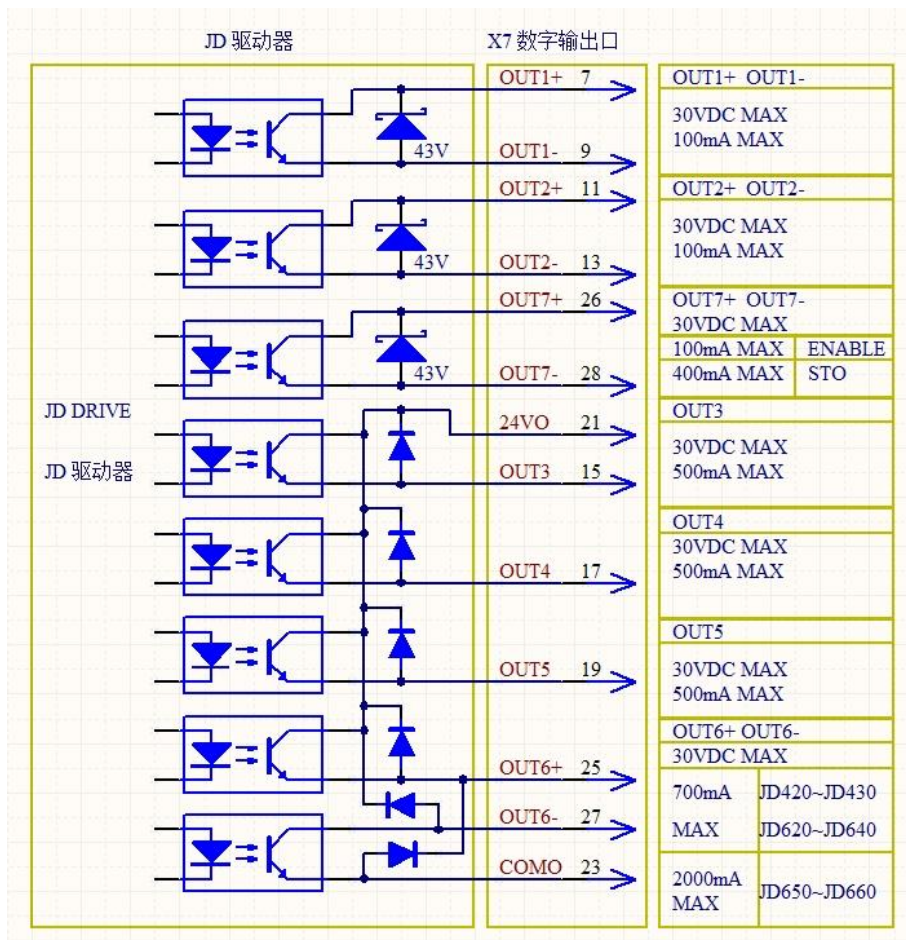 JD 驱动器
X7 数字输出口
OUT1+ 7
OUT1+ OUT1-
30VDC MAX
100mA MAX
43V
OUT1- 9
OUT2+ 11
OUT2+ OUT2-
30VDC MAX
100mA MAX
43V
OUT2- 13
OUT7+ 26
OUT7+ OUT7-
30VDC MAX
100mA MAX ENABLE
43V
OUT7- 28
400mA MAX STO
JD DRIVE
JD 驱动器
24VO 21
OUT3
30VDC MAX
OUT3 15
500mA MAX
OUT4
30VDC MAX
OUT4 17
500mA MAX
OUT5
OUT5 19
30VDC MAX
500mA MAX
OUT6+ OUT6-
30VDC MAX
OUT6+ 25
700mA JD420~JD430
OUT6- 27
MAX JD620~JD640
COMO 23
2000mA JD650~JD660
MAX